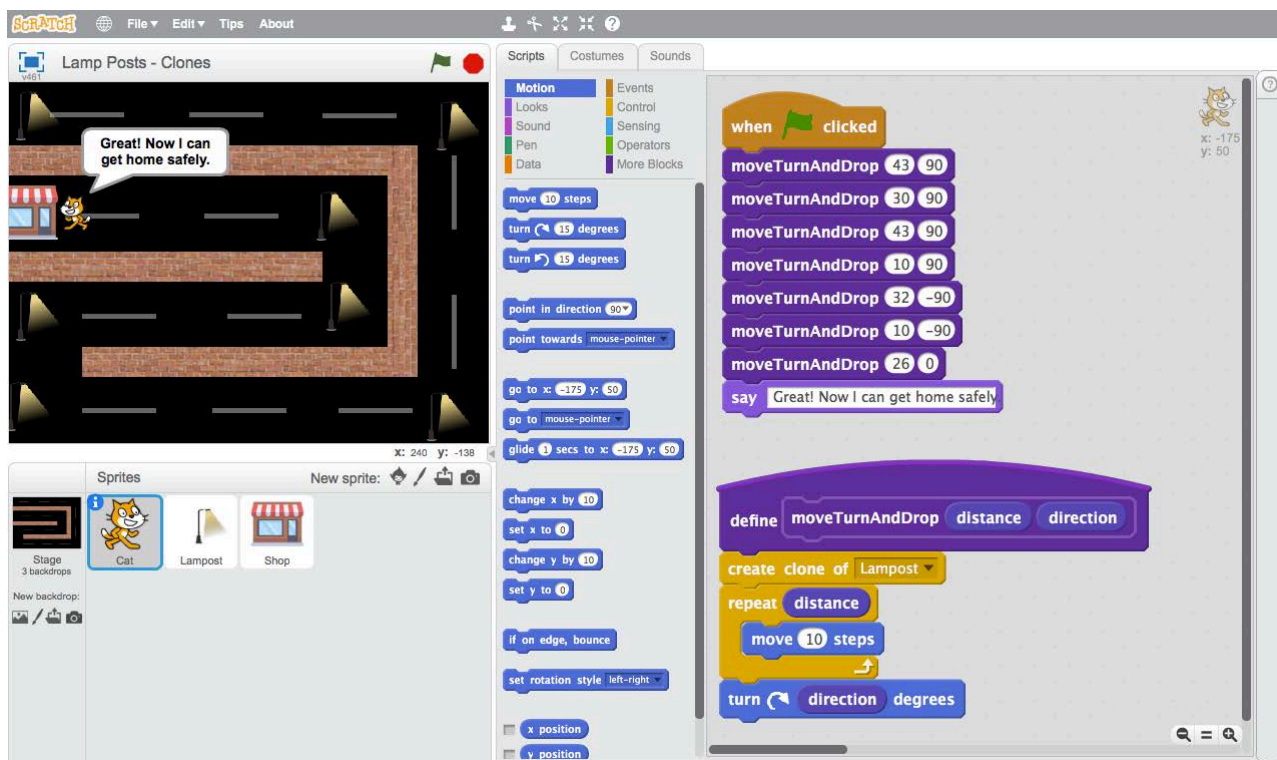 SCRATCH File Edit Tips About
v461
Lamp Posts - Clones
Great! Now I can
get home safely.
x: 240 y: -138
Sprites
New sprite:
Stage
3 backdrops
New backdrop:
Cat
Lampost
Shop
Scripts Costumes Sounds
Motion Events
Looks Control
Sound Sensing
Pen Operators
Data More Blocks
move 10 steps
turn 15 degrees
turn 15 degrees
point in direction 90
point towards mouse-pointer
go to x: -175 y: 50
go to mouse-pointer
glide 1 secs to x: -175 y: 50
change x by 10
set x to 0
change y by 10
set y to 0
if on edge, bounce
set rotation style left-right
x position
y position
when clicked
moveTurnAndDrop 43 90
moveTurnAndDrop 30 90
moveTurnAndDrop 43 90
moveTurnAndDrop 10 90
moveTurnAndDrop 32 -90
moveTurnAndDrop 10 -90
moveTurnAndDrop 26 0
say Great! Now I can get home safely.
x: -175
y: 50
define moveTurnAndDrop distance direction
create clone of Lampost
repeat distance
move 10 steps
turn direction degrees